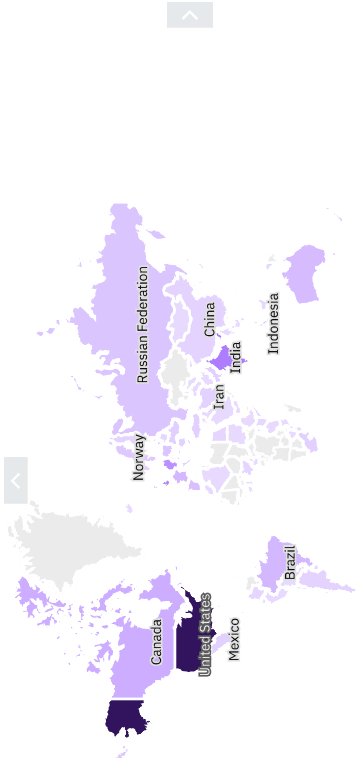 Canada
United States
Mexico
Brazil
Norway
Russian Federation
Iran
India
China
Indonesia